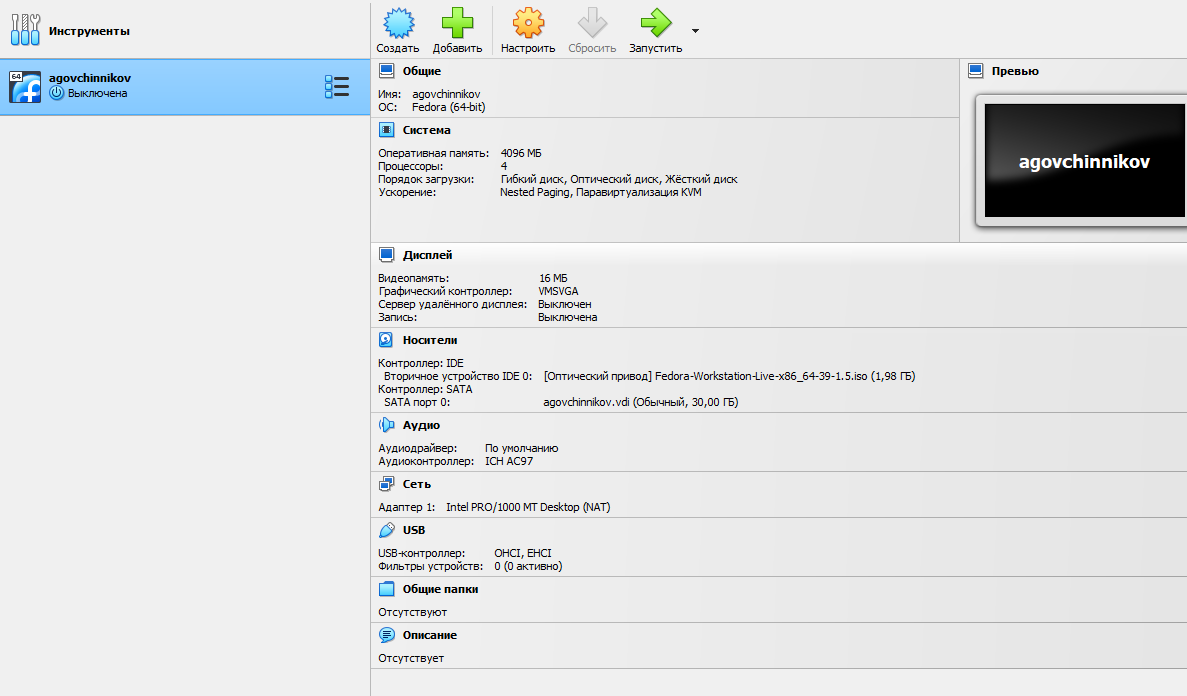 Инструменты
Создать Добавить Настроить Сбросить Запустить
64
agovchinnikov
Выключена
Общие
Имя: agovchinnikov
ОС: Fedora (64-bit)
Превью
agovchinnikov
Система
Оперативная память: 4096 МБ
Процессоры: 4
Порядок загрузки: Гибкий диск, Оптический диск, Жёсткий диск
Ускорение: Nested Paging, Паравиртуализация KVM
Дисплей
Видеопамять: 16 МБ
Графический контроллер: VMSVGA
Сервер удалённого дисплея: Выключен
Запись: Выключена
Носители
Контроллер: IDE
Вторичное устройство IDE 0: [Оптический привод] Fedora-Workstation-Live-x86_64-39-1.5.iso (1,98 ГБ)
Контроллер: SATA
SATA порт 0: agovchinnikov.vdi (Обычный, 30,00 ГБ)
Аудио
Аудиодрайвер: По умолчанию
Аудиоконтроллер: ICH AC97
Сеть
Адаптер 1: Intel PRO/1000 MT Desktop (NAT)
USB
USB-контроллер: OHCI, EHCI
Фильтры устройств: 0 (0 активно)
Общие папки
Отсутствуют
Описание
Отсутствует